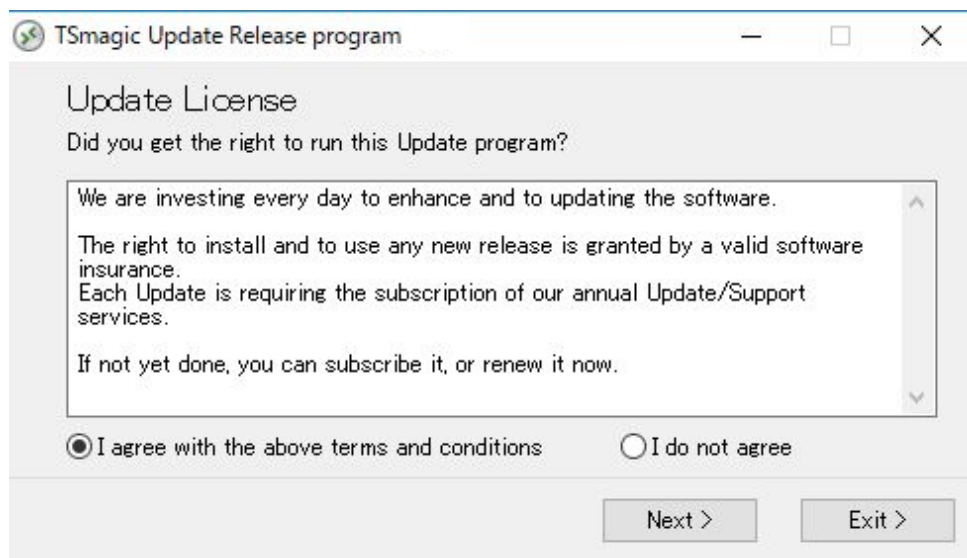 TSmagic Update Release program
Update License
Did you get the right to run this Update program?
We are investing every day to enhance and to updating the software.
The right to install and to use any new release is granted by a valid software
insurance.
Each Update is requiring the subscription of our annual Update/Support
services.
If not yet done, you can subscribe it, or renew it now.
I agree with the above terms and conditions
I do not agree
Next >
Exit >